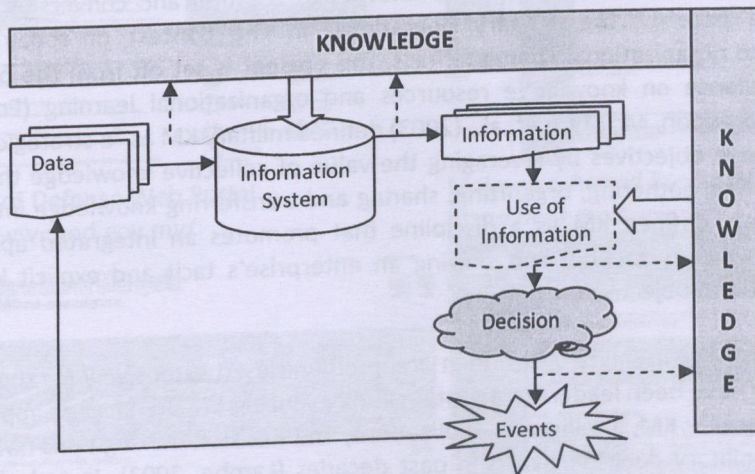 KNOWLEDGE
Data
Information
System
Information
Use of
Information
Decision
Events
K
N
O
W
L
E
D
G
E